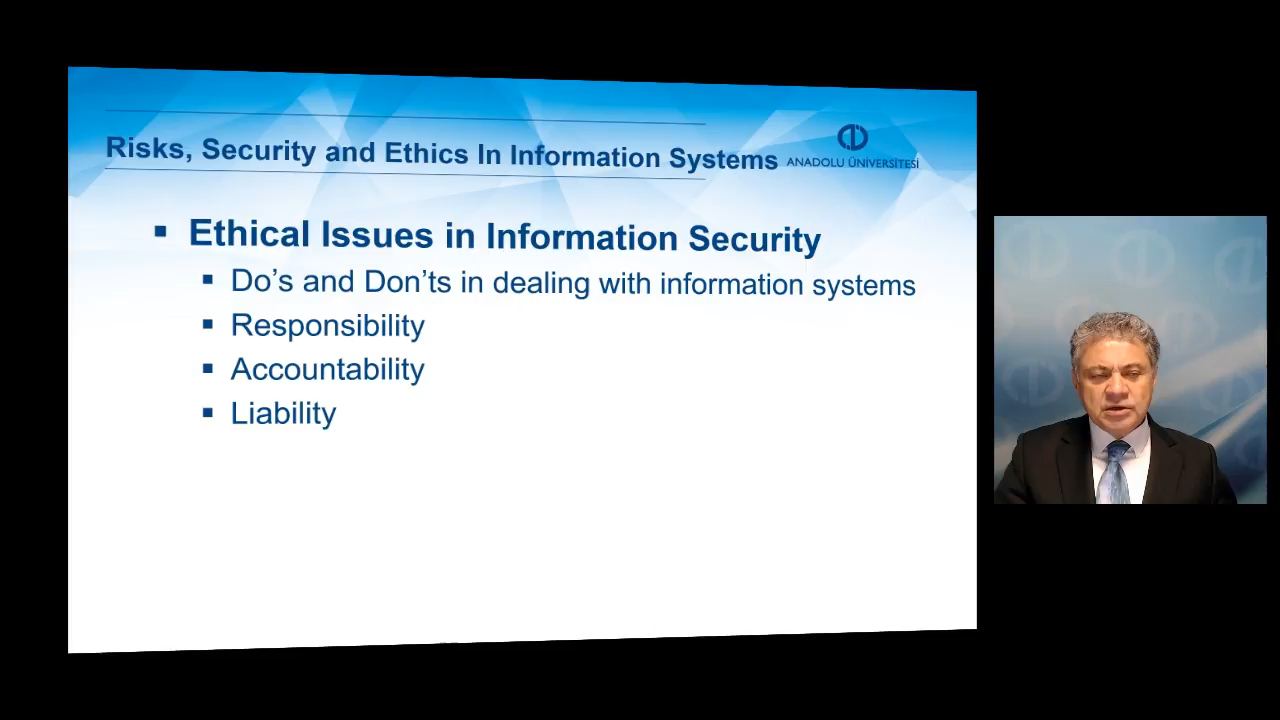 Risks, Security and Ethics In Information Systems
ANADOLU ÜNİVERSİTESİ
▪ Ethical Issues in Information Security
▪ Do’s and Don’ts in dealing with information systems
▪ Responsibility
▪ Accountability
▪ Liability